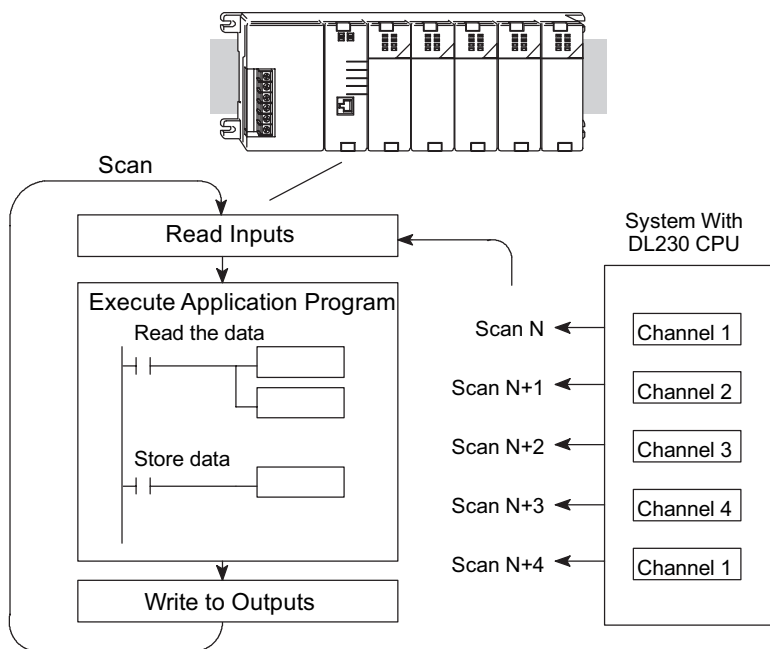 Scan
Read Inputs
Execute Application Program
Read the data
Store data
Write to Outputs
System With
DL230 CPU
Scan N
Channel 1
Scan N+1
Channel 2
Scan N+2
Channel 3
Scan N+3
Channel 4
Scan N+4
Channel 1